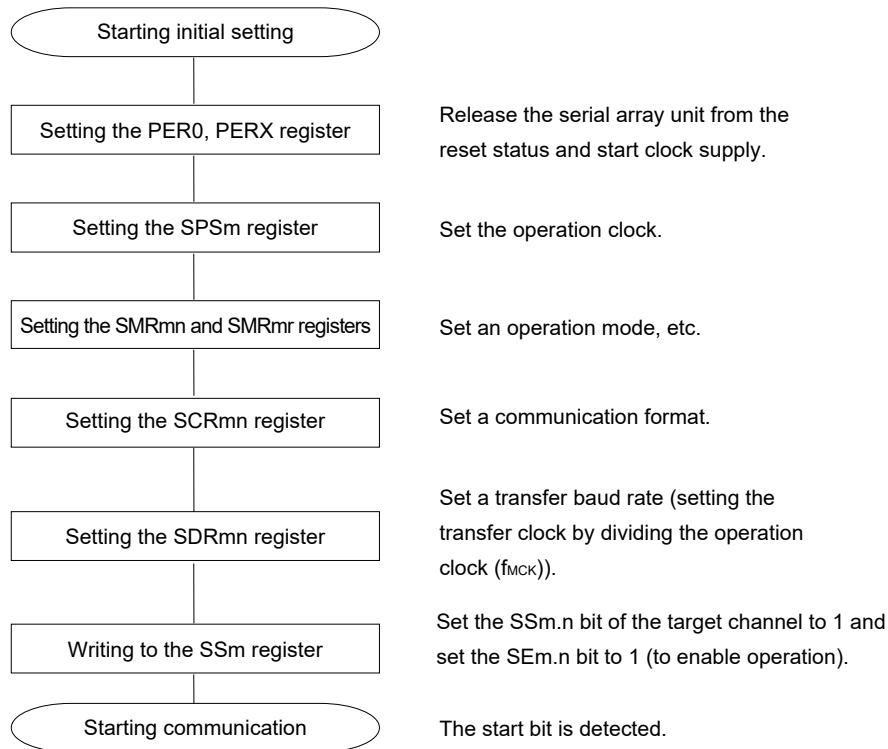 Starting initial setting
Setting the PER0, PERX register
Release the serial array unit from the
reset status and start clock supply.
Setting the SPSm register
Set the operation clock.
Setting the SMRmn and SMRmr registers
Set an operation mode, etc.
Setting the SCRmn register
Set a communication format.
Setting the SDRmn register
Set a transfer baud rate (setting the
transfer clock by dividing the operation
clock (fMCK)).
Writing to the SSm register
Set the SSm.n bit of the target channel to 1 and
set the SEm.n bit to 1 (to enable operation).
Starting communication
The start bit is detected.